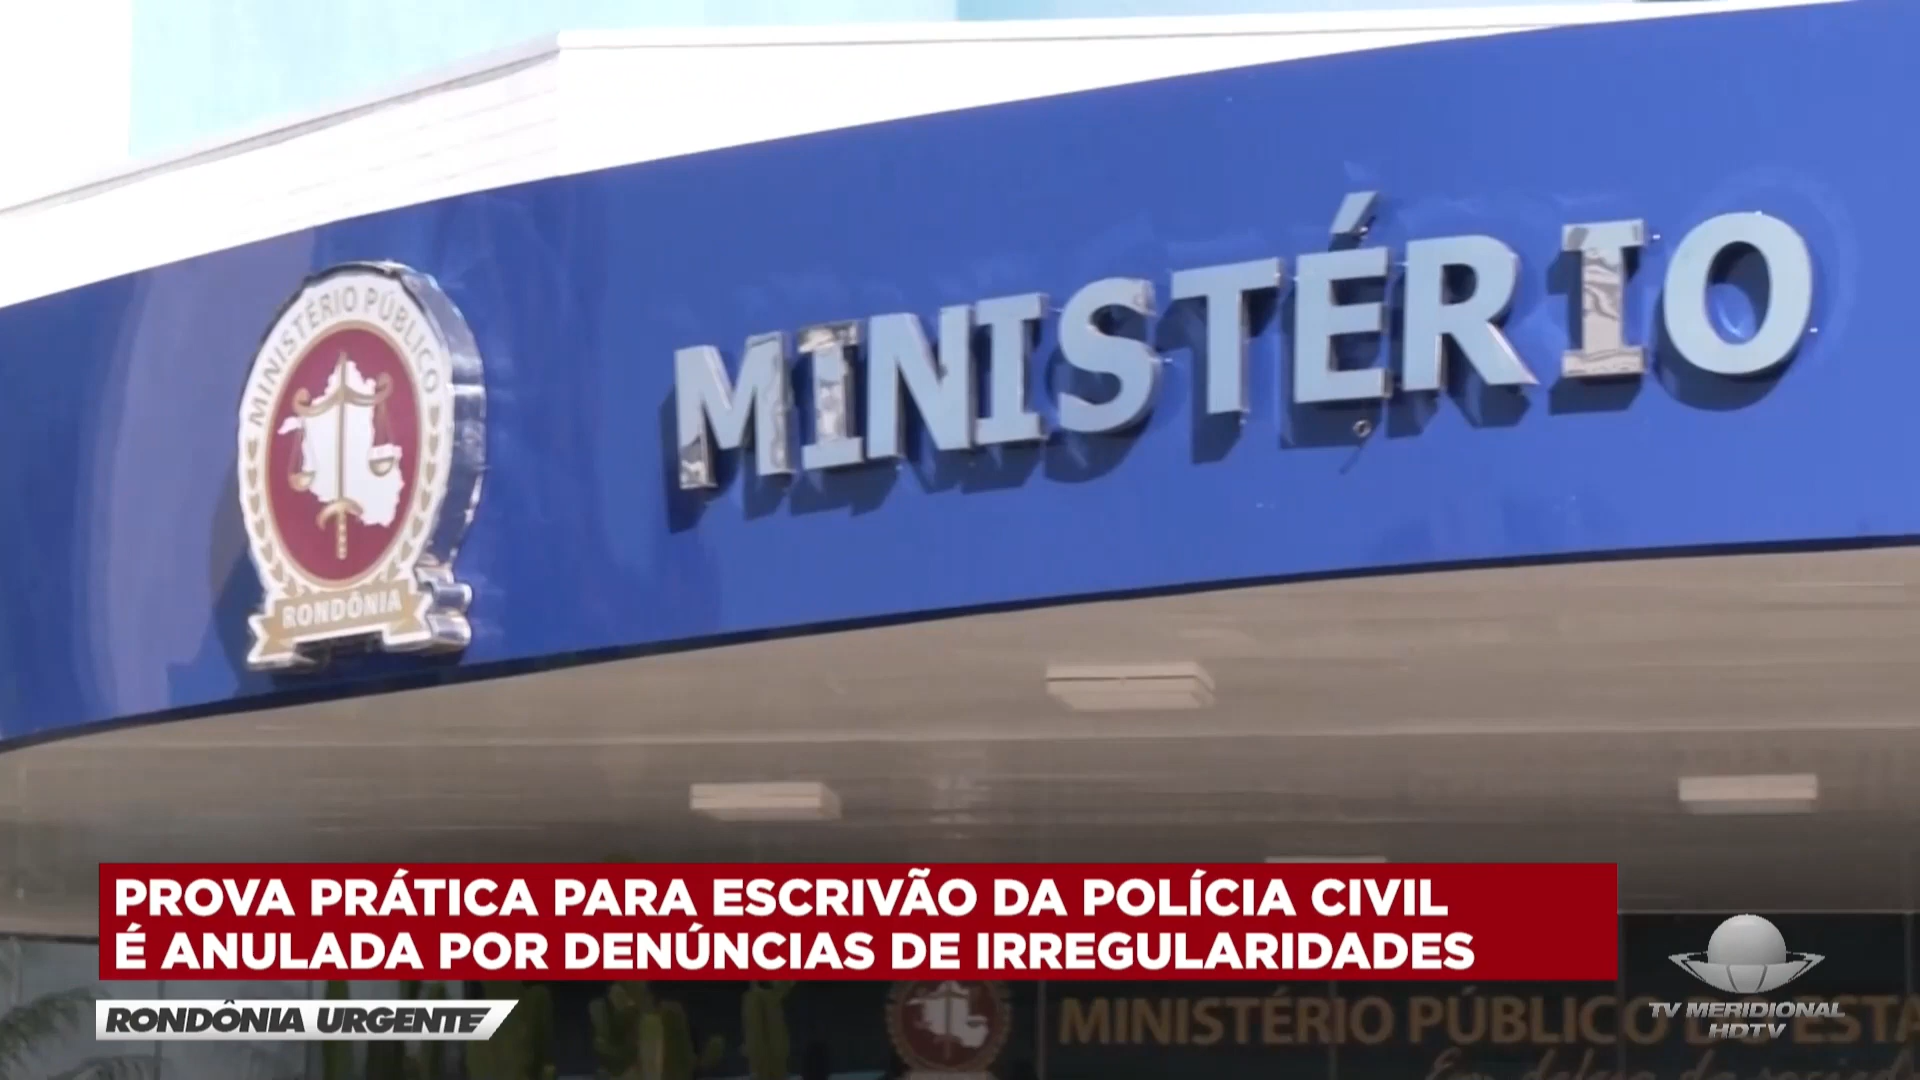 MINISTÉRIO PÚBLICO
RONDÔNIA
MINISTÉRIO
PROVA PRÁTICA PARA ESCRIVÃO DA POLÍCIA CIVIL
É ANULADA POR DENÚNCIAS DE IRREGULARIDADES
RONDÔNIA URGENTE
TV MERIDIONAL
HDTV
MINISTÉRIO PÚBLICO